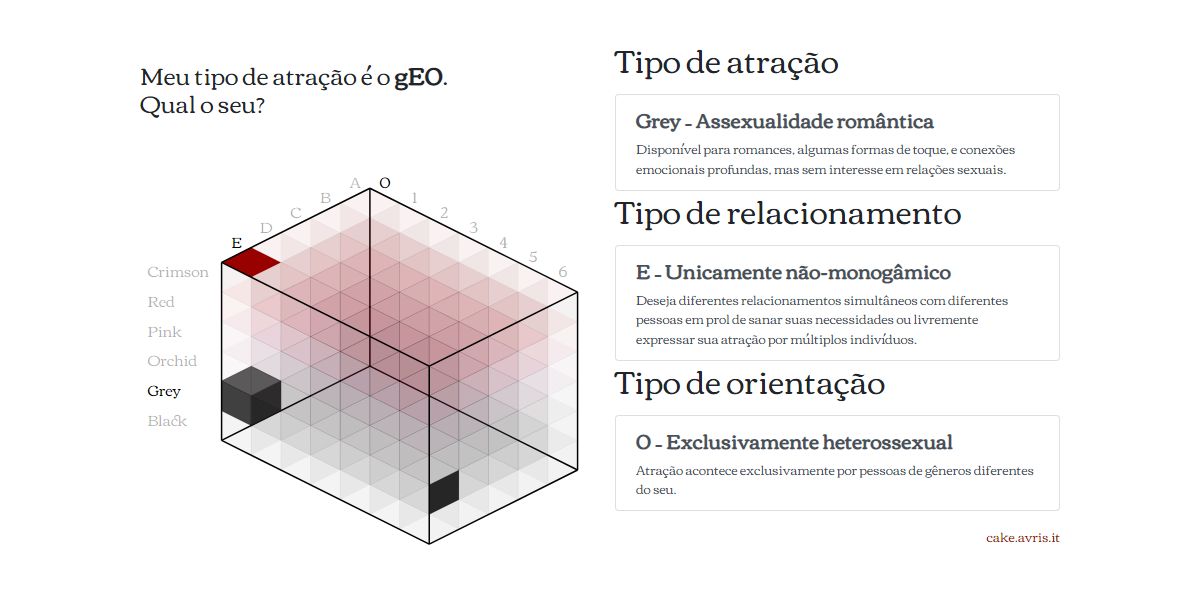 Meu tipo de atração é o gEO.
Qual o seu?
A O
B 1
C 2
D 3
E 4
5
6
Crimson
Red
Pink
Orchid
Grey
Black
Tipo de atração
Grey - Assexualidade romântica
Disponível para romances, algumas formas de toque, e conexões
emocionais profundas, mas sem interesse em relações sexuais.
Tipo de relacionamento
E - Unicamente não-monogâmico
Deseja diferentes relacionamentos simultâneos com diferentes
pessoas em prol de sanar suas necessidades ou livremente
expressar sua atração por múltiplos indivíduos.
Tipo de orientação
O - Exclusivamente heterossexual
Atração acontece exclusivamente por pessoas de gêneros diferentes
do seu.
cake.avris.it